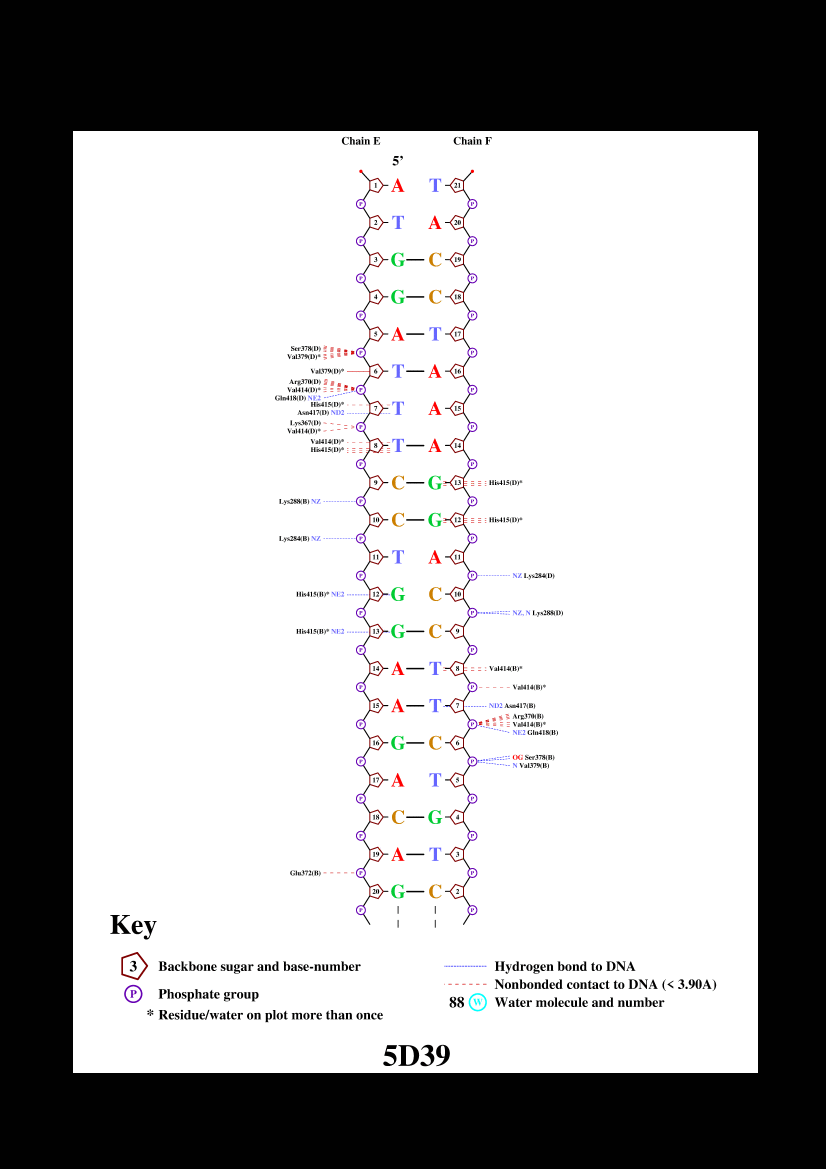 Chain E Chain F
5’
1 A T 21
P P
2 T A 20
P P
3 G C 19
P P
4 G C 18
P P
5 A T 17
Ser378(D)
P P
Val379(D)*
Val379(D)* 6 T A 16
Arg370(D)
Val414(D)* P P
Gln418(D) NE2
His415(D)*
7 T A 15
Asn417(D) ND2
Lys367(D)
P P
Val414(D)*
Val414(D)*
8 T A 14
His415(D)*
P P
9 C G 13 His415(D)*
Lys288(B) NZ P P
10 C G 12 His415(D)*
Lys284(B) NZ P P
11 T A 11
P P NZ Lys284(D)
His415(B)* NE2 12 G C 10
P P NZ, N Lys288(D)
His415(B)* NE2 13 G C 9
P P
14 A T 8 Val414(B)*
P P Val414(B)*
15 A T 7 ND2 Asn417(B)
Arg370(B)
P P Val414(B)*
NE2 Gln418(B)
16 G C 6
OG Ser378(B)
P P
N Val379(B)
17 A T 5
P P
18 C G 4
P P
19 A T 3
Glu372(B) P P
20 G C 2
P P
Key
3 Backbone sugar and base-number
P Phosphate group
* Residue/water on plot more than once
Hydrogen bond to DNA
Nonbonded contact to DNA (< 3.90A)
88 W Water molecule and number
5D39